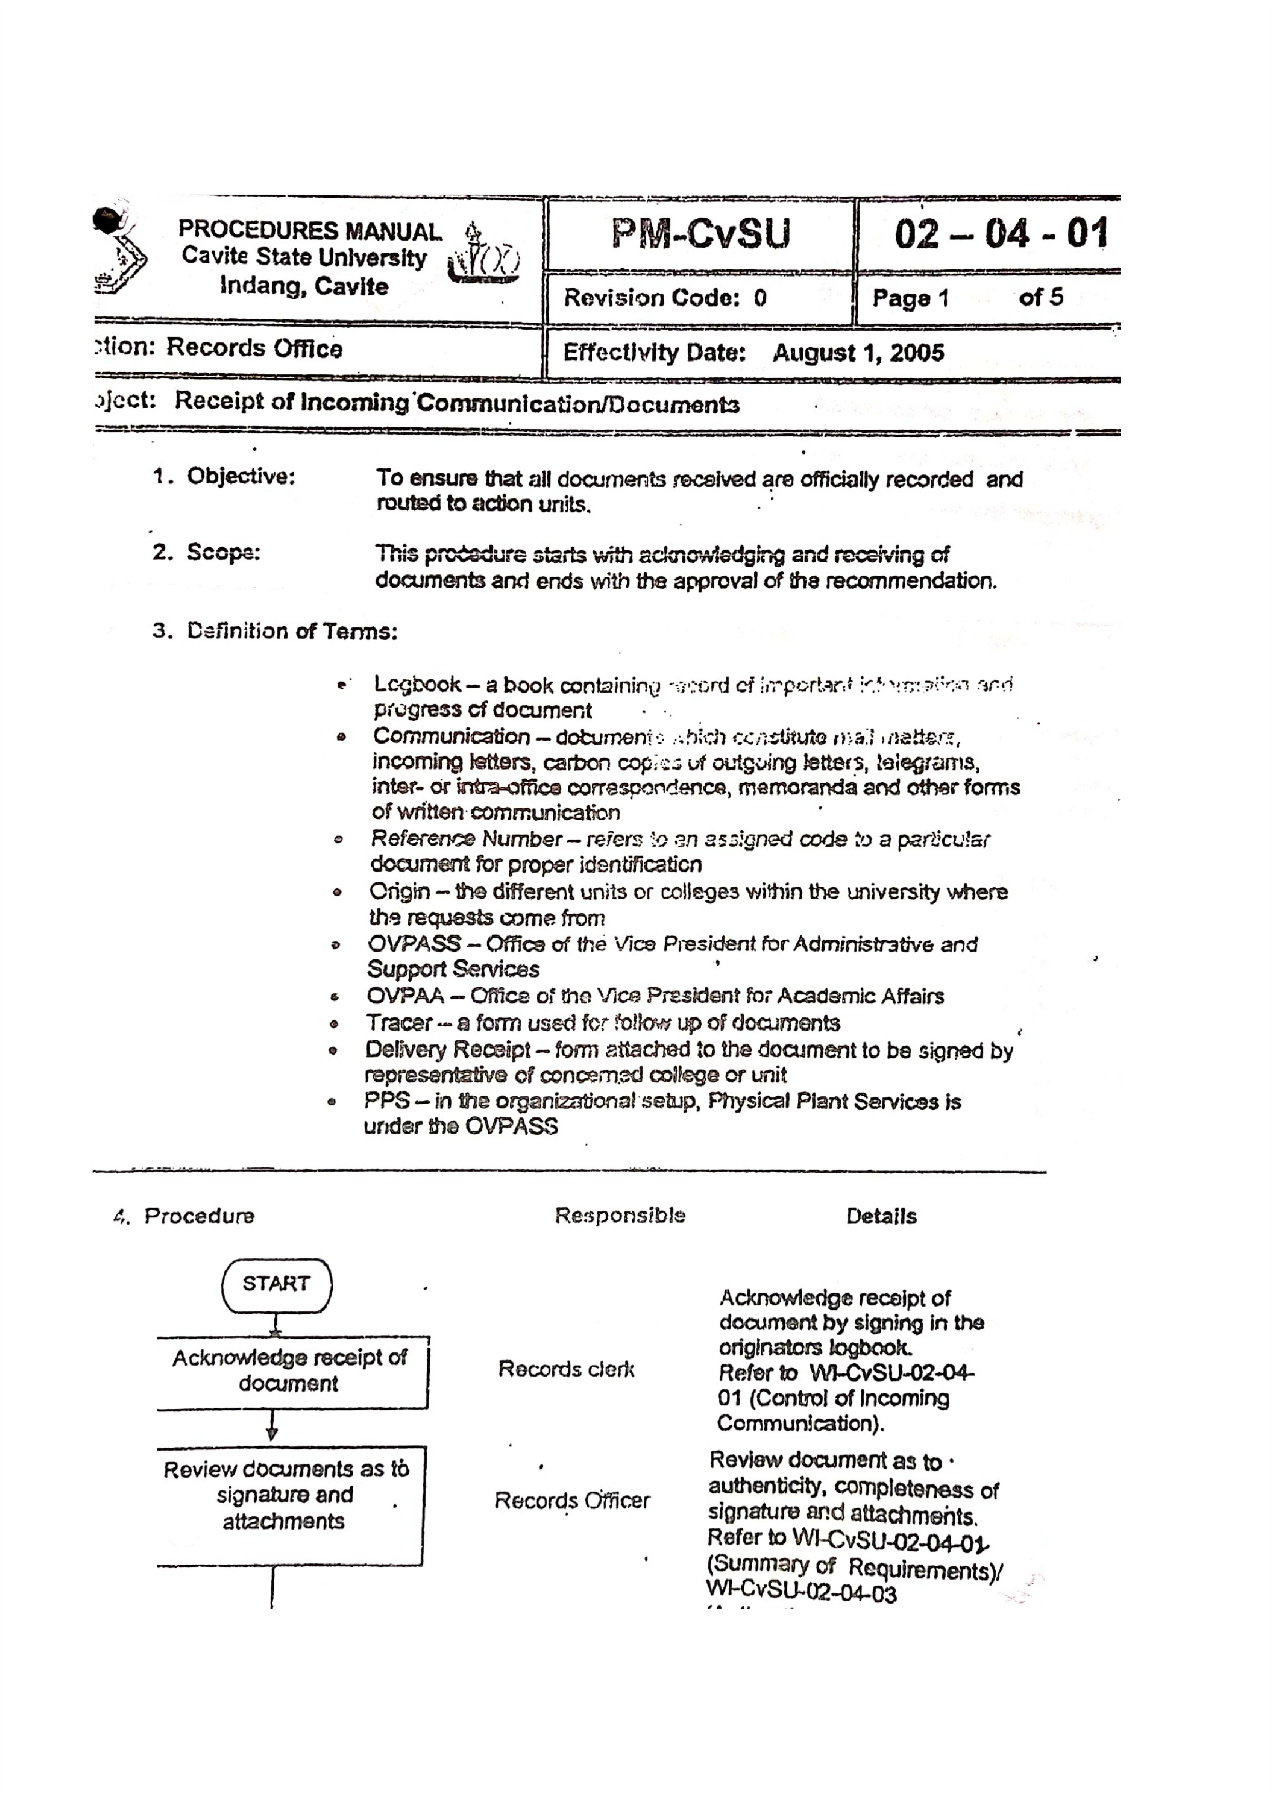 PROCEDURES MANUAL
Cavite State University
Indang, Cavite
PM-CvSU
02 – 04 - 01
Revision Code: 0
Page 1 of 5
ction: Records Office
Effectivity Date: August 1, 2005
oject: Receipt of Incoming Communication/Documents
1. Objective: To ensure that all documents received are officially recorded and
routed to action units.
2. Scope: This procedure starts with acknowledging and receiving of
documents and ends with the approval of the recommendation.
3. Definition of Terms:
• Logbook – a book containing record of important information and
progress of document
• Communication – documents which constitute mail matters,
incoming letters, carbon copies of outgoing letters, telegrams,
inter- or intra-office correspondence, memoranda and other forms
of written communication
• Reference Number – refers to an assigned code to a particular
document for proper identification
• Origin – the different units or colleges within the university where
the requests come from
• OVPASS – Office of the Vice President for Administrative and
Support Services
• OVPAA – Office of the Vice President for Academic Affairs
• Tracer – a form used for follow up of documents
• Delivery Receipt – form attached to the document to be signed by
representative of concerned college or unit
• PPS – in the organizational setup, Physical Plant Services is
under the OVPASS
4. Procedure Responsible Details
START
Acknowledge receipt of
document
Records clerk
Acknowledge receipt of
document by signing in the
originators logbook.
Refer to WI-CvSU-02-04-
01 (Control of Incoming
Communication).
Review documents as to
signature and
attachments
Records Officer
Review document as to
authenticity, completeness of
signature and attachments.
Refer to WI-CvSU-02-04-01
(Summary of Requirements)/
WI-CvSU-02-04-03